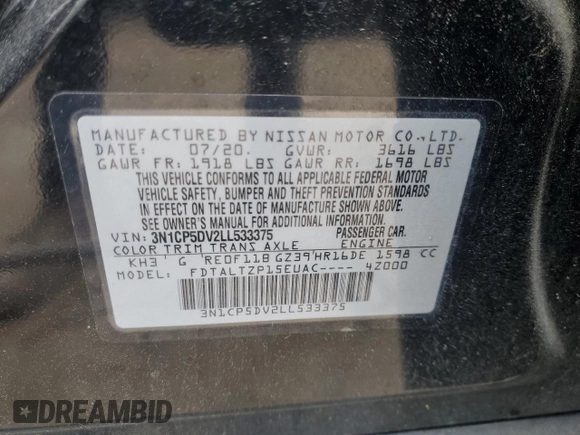 MANUFACTURED BY NISSAN MOTOR CO., LTD.
DATE: 07/20. GVWR: 3616 LBS
GAWR FR: 1918 LBS GAWR RR: 1698 LBS
THIS VEHICLE CONFORMS TO ALL APPLICABLE FEDERAL MOTOR
VEHICLE SAFETY, BUMPER AND THEFT PREVENTION STANDARDS
IN EFFECT ON THE DATE OF MANUFACTURE SHOWN ABOVE.
SEE OWNER'S MANUAL FOR ADDITIONAL INFORMATION
VIN: 3N1CP5DV2LL533375 PASSENGER CAR.
COLOR TRIM TRANS AXLE ENGINE
KH3 G RE0F11B GZ39 HR16DE 1598 CC
MODEL: FDTALTZP15EUAC---- 4Z000
3N1CP5DV2LL533375
DREAMBID